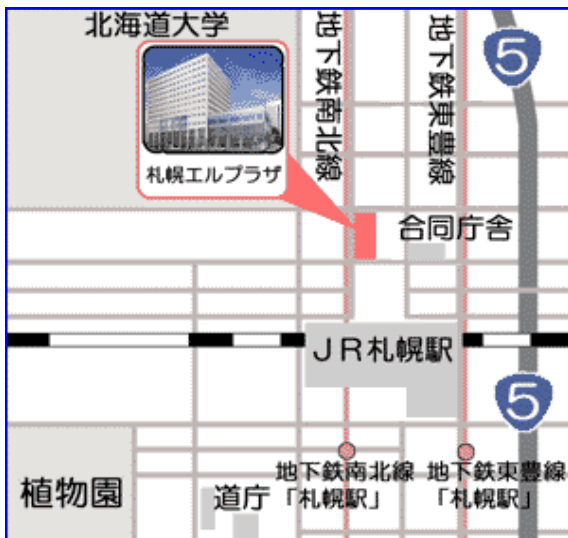 北海道大学
地下鉄南北線
地下鉄東豊線
5
札幌エルプラザ
合同庁舎
JR札幌駅
5
植物園
道庁
地下鉄南北線
「札幌駅」
地下鉄東豊線
「札幌駅」